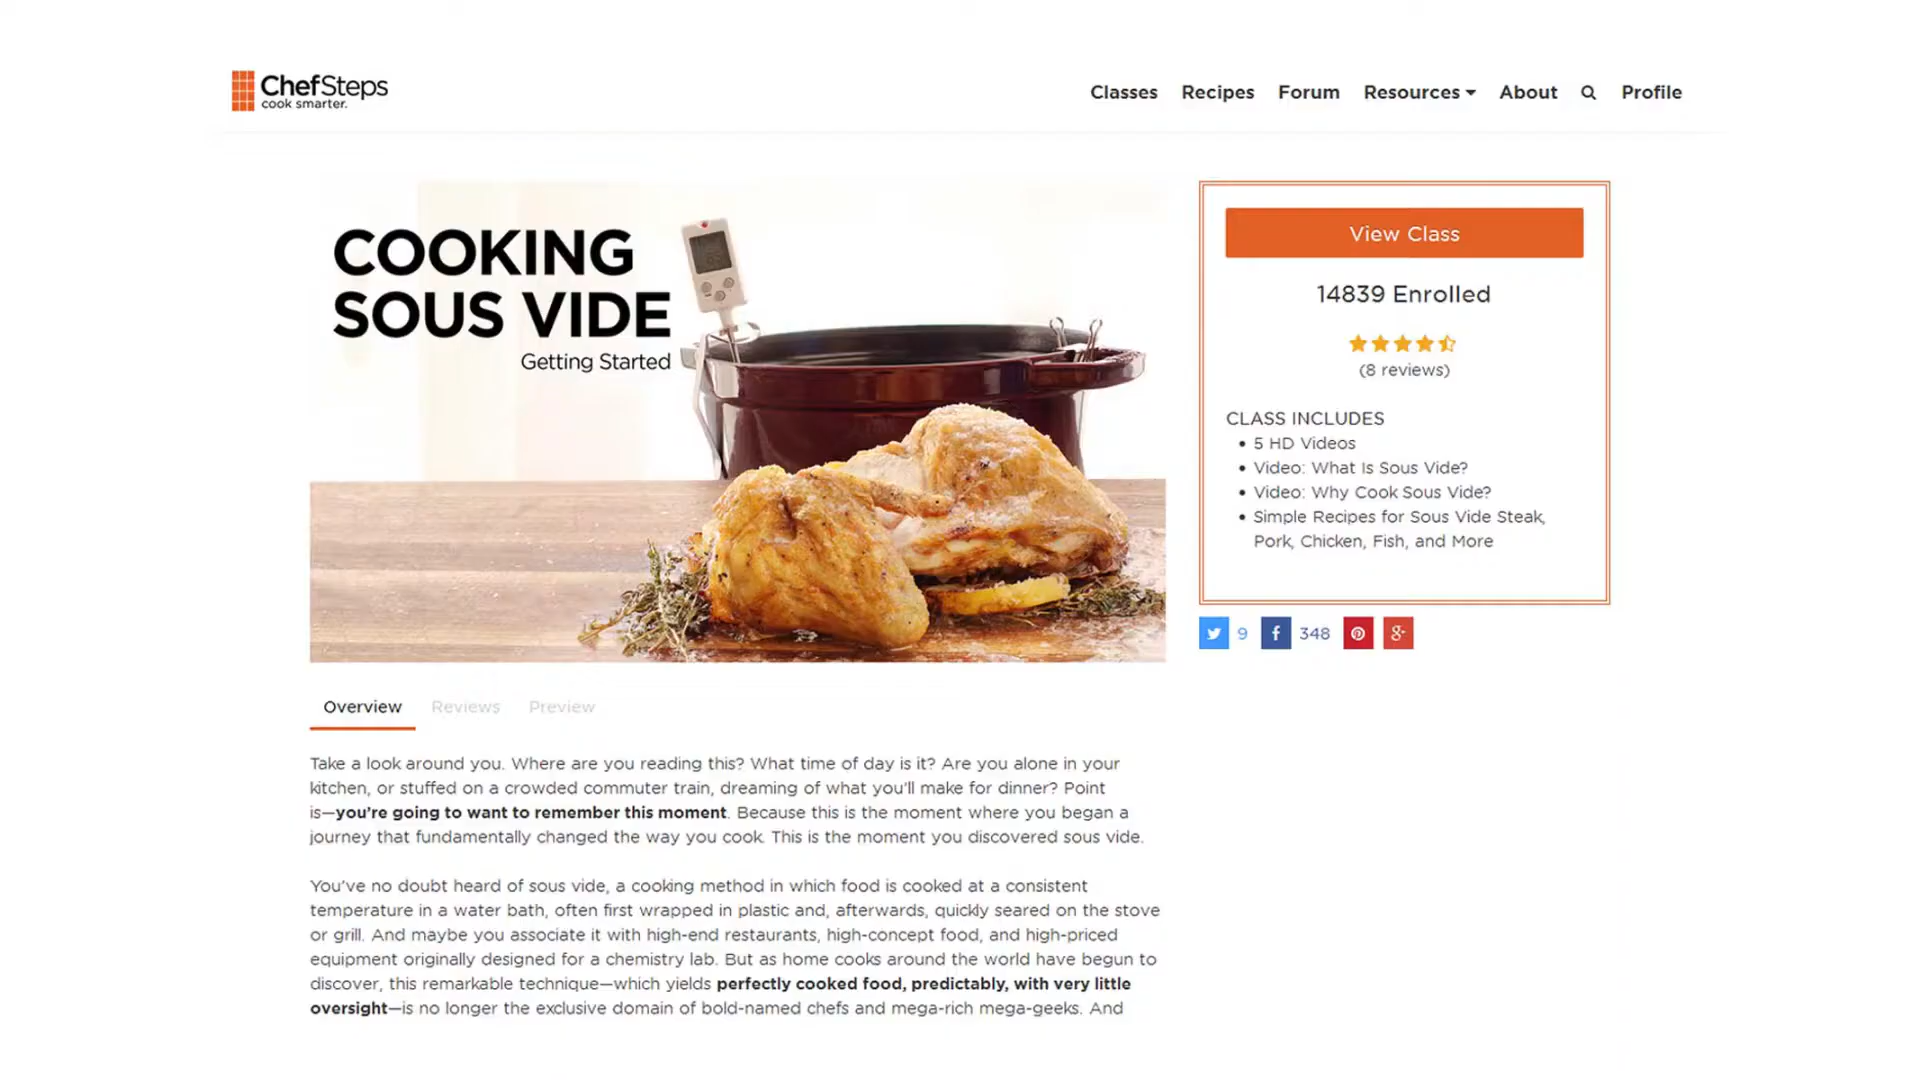 ChefSteps
cook smarter.
Classes Recipes Forum Resources About Profile
COOKING
SOUS VIDE
Getting Started
View Class
14839 Enrolled
(8 reviews)
CLASS INCLUDES
• 5 HD Videos
• Video: What Is Sous Vide?
• Video: Why Cook Sous Vide?
• Simple Recipes for Sous Vide Steak,
Pork, Chicken, Fish, and More
9 f 348 g+
Overview Reviews Preview
Take a look around you. Where are you reading this? What time of day is it? Are you alone in your
kitchen, or stuffed on a crowded commuter train, dreaming of what you'll make for dinner? Point
is—you're going to want to remember this moment. Because this is the moment where you began a
journey that fundamentally changed the way you cook. This is the moment you discovered sous vide.
You've no doubt heard of sous vide, a cooking method in which food is cooked at a consistent
temperature in a water bath, often first wrapped in plastic and, afterwards, quickly seared on the stove
or grill. And maybe you associate it with high-end restaurants, high-concept food, and high-priced
equipment originally designed for a chemistry lab. But as home cooks around the world have begun to
discover, this remarkable technique—which yields perfectly cooked food, predictably, with very little
oversight—is no longer the exclusive domain of bold-named chefs and mega-rich mega-geeks. And